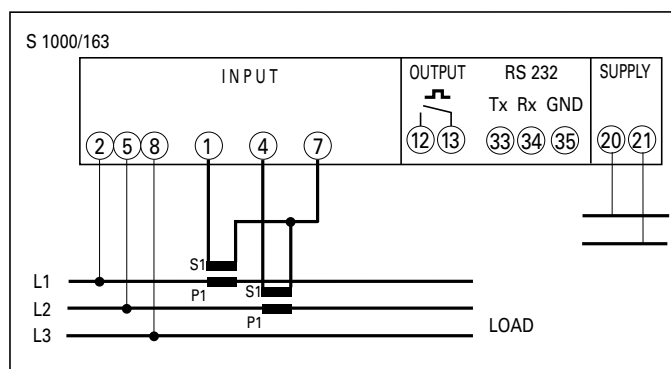 S 1000/163
INPUT OUTPUT RS 232 SUPPLY
Tx Rx GND
2 5 8 1 4 7 12 13 33 34 35 20 21
S1
L1
P1 S1
L2
P1
LOAD
L3